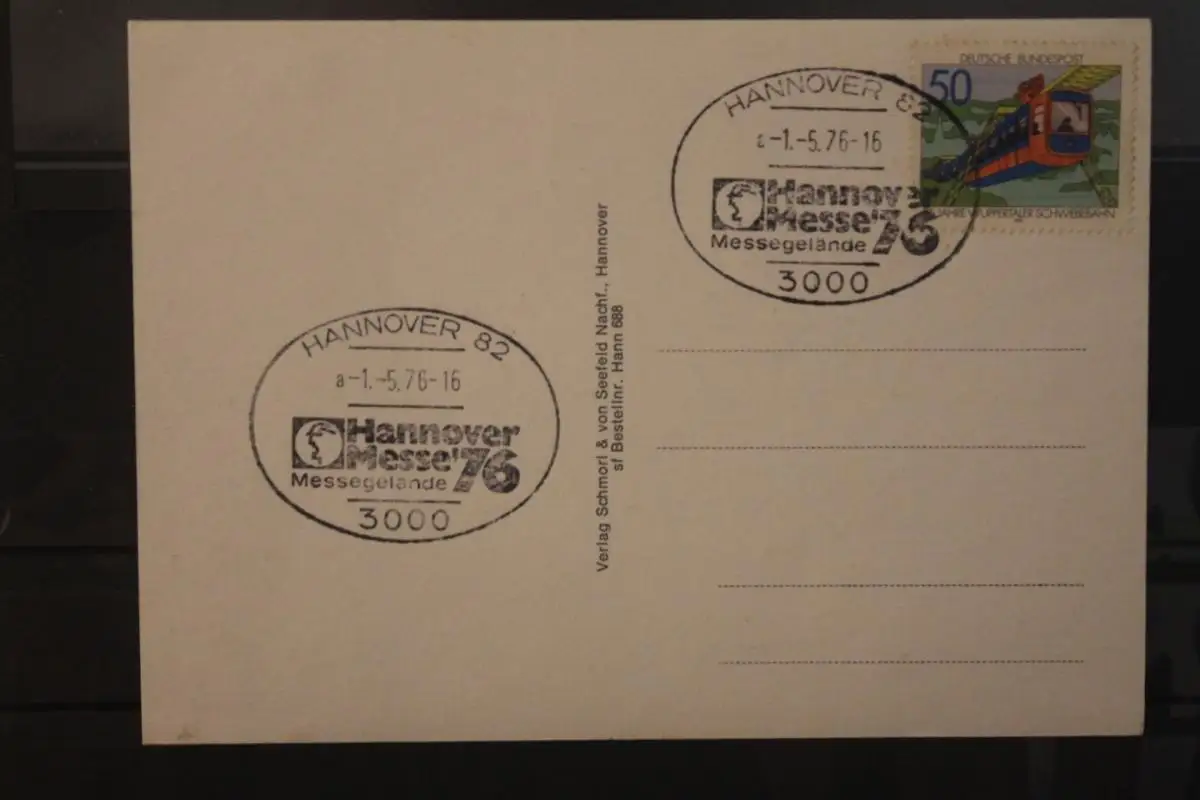 DEUTSCHE BUNDESPOST
50
JAHRE WUPPERTALER SCHWEBEBAHN
HANNOVER 82
a-1.-5.76-16
Hannover
Messe'76
Messegelände
3000
Verlag Schmorl & von Seefeld Nachf., Hannover
sf Bestellnr. Hann 688
HANNOVER 82
a-1.-5.76-16
Hannover
Messe'76
Messegelände
3000